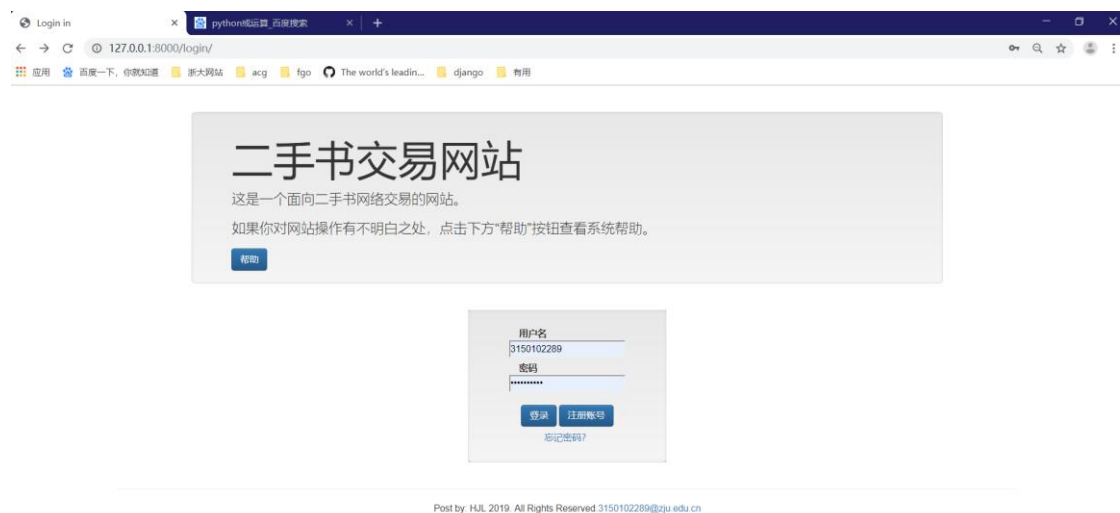 Login in
python或运算_百度搜索
127.0.0.1:8000/login/
应用 百度一下，你就知道 浙大网站 acg fgo The world's leadin... django 有用
二手书交易网站
这是一个面向二手书网络交易的网站。
如果你对网站操作有不明白之处，点击下方“帮助”按钮查看系统帮助。
帮助
用户名
3150102289
密码
••••••••••
登录 注册账号
忘记密码?
Post by: HJL 2019. All Rights Reserved.3150102289@zju.edu.cn